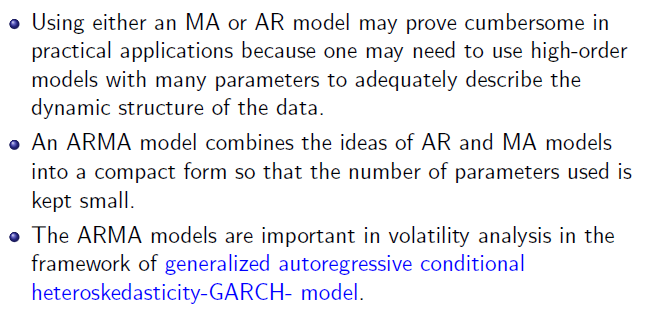 Using either an MA or AR model may prove cumbersome in
practical applications because one may need to use high-order
models with many parameters to adequately describe the
dynamic structure of the data.
An ARMA model combines the ideas of AR and MA models
into a compact form so that the number of parameters used is
kept small.
The ARMA models are important in volatility analysis in the
framework of generalized autoregressive conditional
heteroskedasticity-GARCH- model.